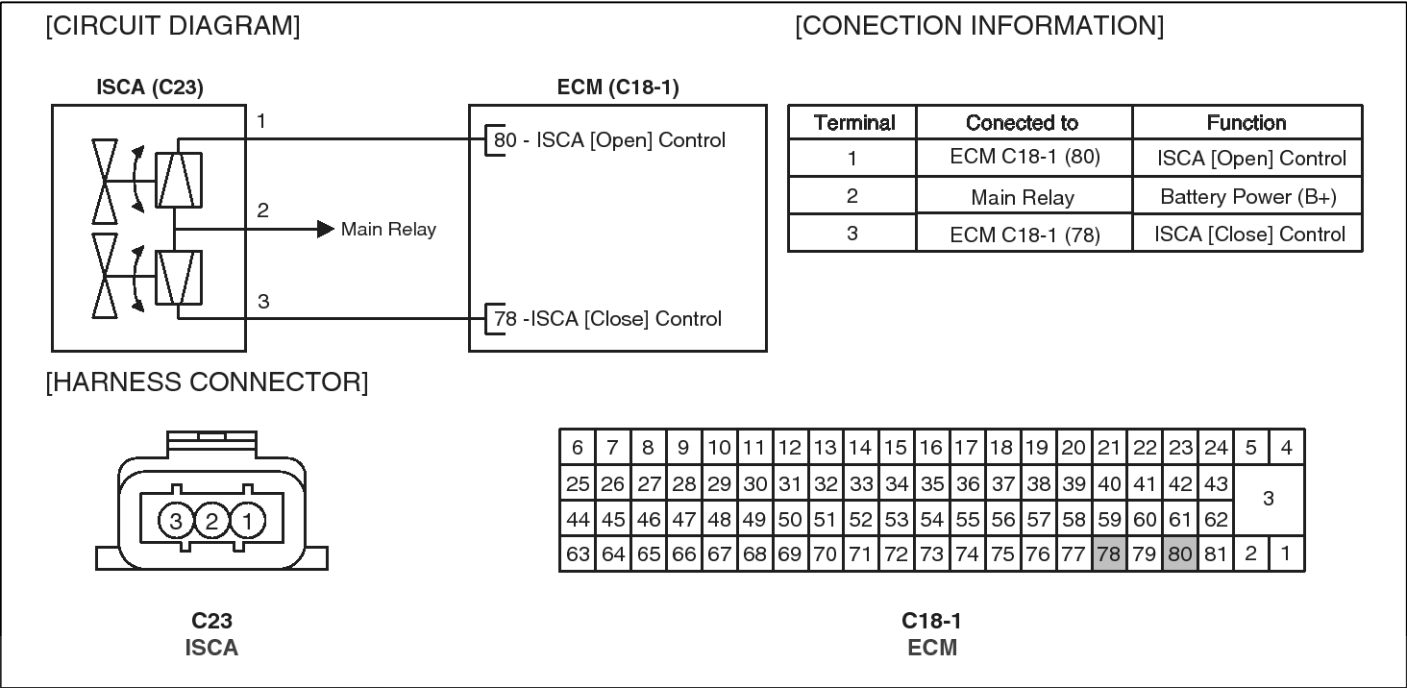 [CIRCUIT DIAGRAM]
[CONECTION INFORMATION]
ISCA (C23)
ECM (C18-1)
1
80 - ISCA [Open] Control
2
Main Relay
3
78 -ISCA [Close] Control
Terminal Conected to Function
1 ECM C18-1 (80) ISCA [Open] Control
2 Main Relay Battery Power (B+)
3 ECM C18-1 (78) ISCA [Close] Control
[HARNESS CONNECTOR]
3 2 1
C23
ISCA
6 7 8 9 10 11 12 13 14 15 16 17 18 19 20 21 22 23 24 5 4
25 26 27 28 29 30 31 32 33 34 35 36 37 38 39 40 41 42 43
3
44 45 46 47 48 49 50 51 52 53 54 55 56 57 58 59 60 61 62
63 64 65 66 67 68 69 70 71 72 73 74 75 76 77 78 79 80 81 2 1
C18-1
ECM